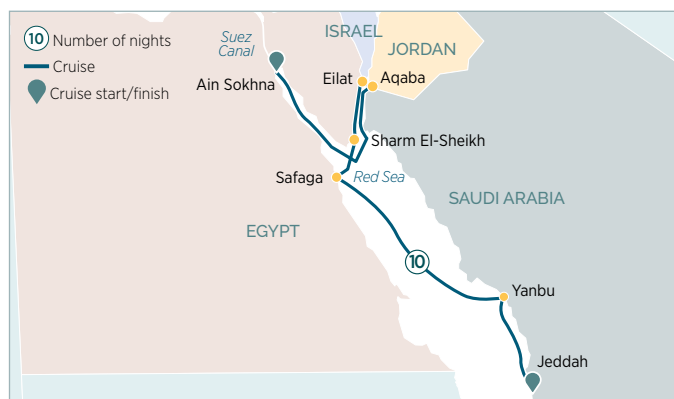 10 Number of nights
Cruise
Cruise start/finish
Suez
Canal
ISRAEL
JORDAN
Ain Sokhna
Eilat
Aqaba
Sharm El-Sheikh
Safaga
Red Sea
SAUDI ARABIA
EGYPT
10
Yanbu
Jeddah